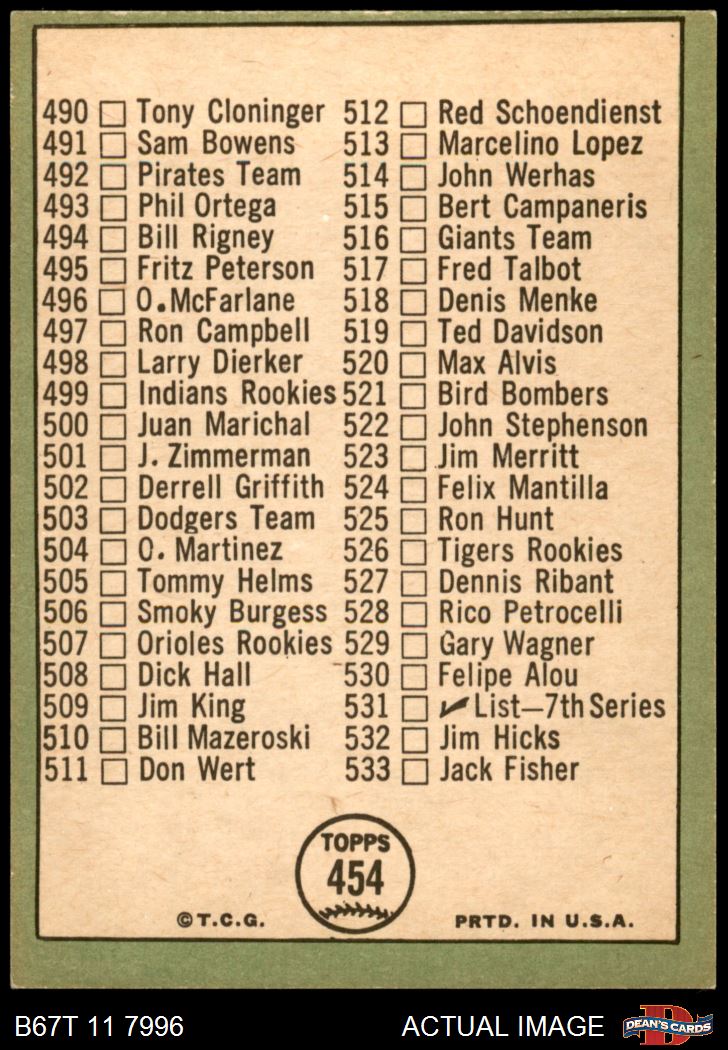 490 Tony Cloninger
491 Sam Bowens
492 Pirates Team
493 Phil Ortega
494 Bill Rigney
495 Fritz Peterson
496 O. McFarlane
497 Ron Campbell
498 Larry Dierker
499 Indians Rookies
500 Juan Marichal
501 J. Zimmerman
502 Derrell Griffith
503 Dodgers Team
504 O. Martinez
505 Tommy Helms
506 Smoky Burgess
507 Orioles Rookies
508 Dick Hall
509 Jim King
510 Bill Mazeroski
511 Don Wert
512 Red Schoendienst
513 Marcelino Lopez
514 John Werhas
515 Bert Campaneris
516 Giants Team
517 Fred Talbot
518 Denis Menke
519 Ted Davidson
520 Max Alvis
521 Bird Bombers
522 John Stephenson
523 Jim Merritt
524 Felix Mantilla
525 Ron Hunt
526 Tigers Rookies
527 Dennis Ribant
528 Rico Petrocelli
529 Gary Wagner
530 Felipe Alou
531 ✔List—7th Series
532 Jim Hicks
533 Jack Fisher
TOPPS
454
©T.C.G.
PRTD. IN U.S.A.
B67T 11 7996
ACTUAL IMAGE
D
DEAN'S CARDS